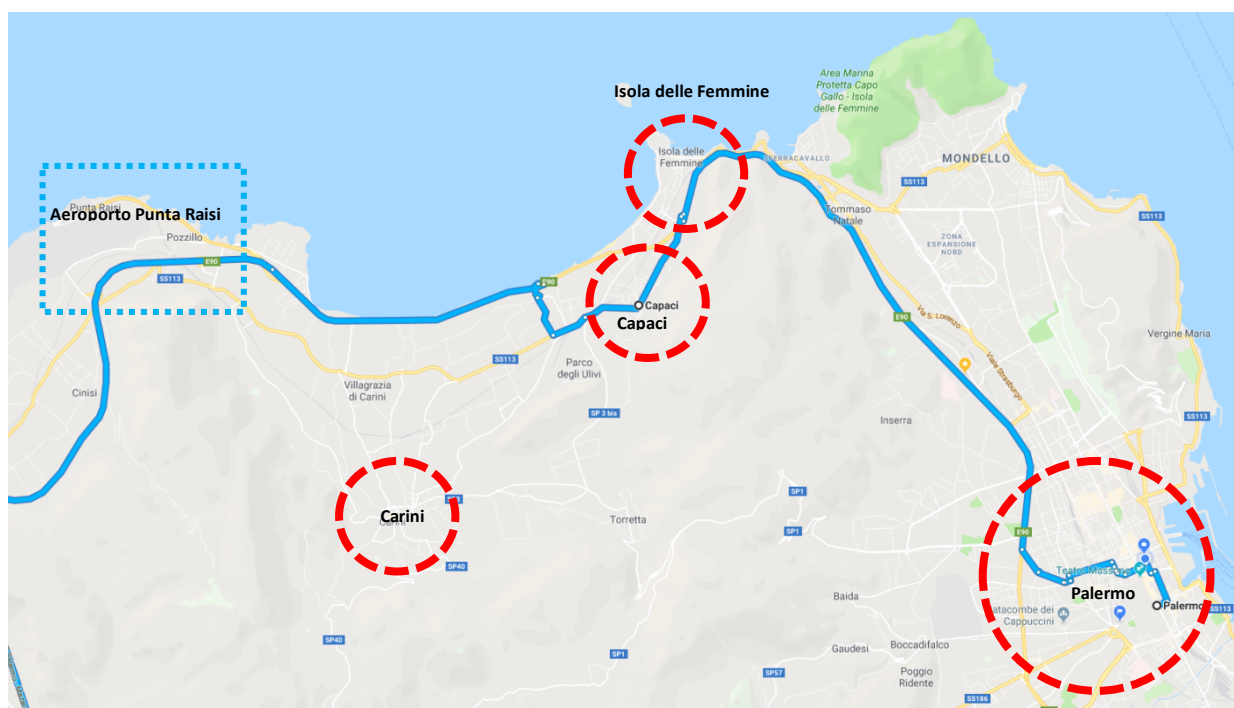 Area Marina
Protetta Capo
Gallo - Isola
delle Femmine
Isola delle Femmine
Isola delle
Femmine
SFERRACAVALLO
MONDELLO
SS113
Punta Raisi
Aeroporto Punta Raisi
Pozzillo
Tommaso
Natale
SS113
ZONA
ESPANSIONE
NORD
E90
SS113
E90
Capaci
Capaci
E90
Via S. Lorenzo
Vergine Maria
SS113
Parco
degli Ulivi
Viale Strasburgo
Villagrazia
di Carini
Cinisi
SP 3 bis
Inserra
SS113
SP1
Carini
Carini
Torretta
SP1
E90
SP40
Teatro Massimo
Palermo
Baida
Palermo
SS113
Catacombe dei
Cappuccini
SP40
Gaudesi
Boccadifalco
SP1
SP57
Poggio
Ridente
SS186